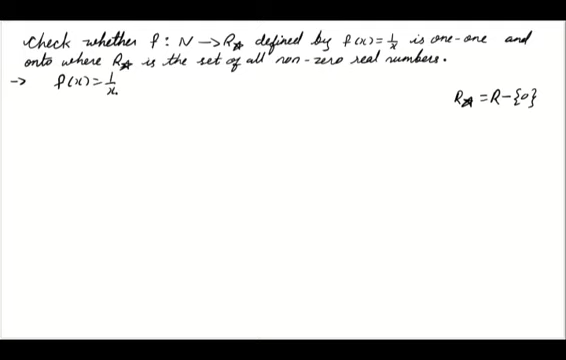 Check whether f : N → R⋆ defined by f(x) = 1/x is one-one and
onto where R⋆ is the set of all non-zero real numbers.
→ f(x) = 1/x
R⋆ = R - {0}